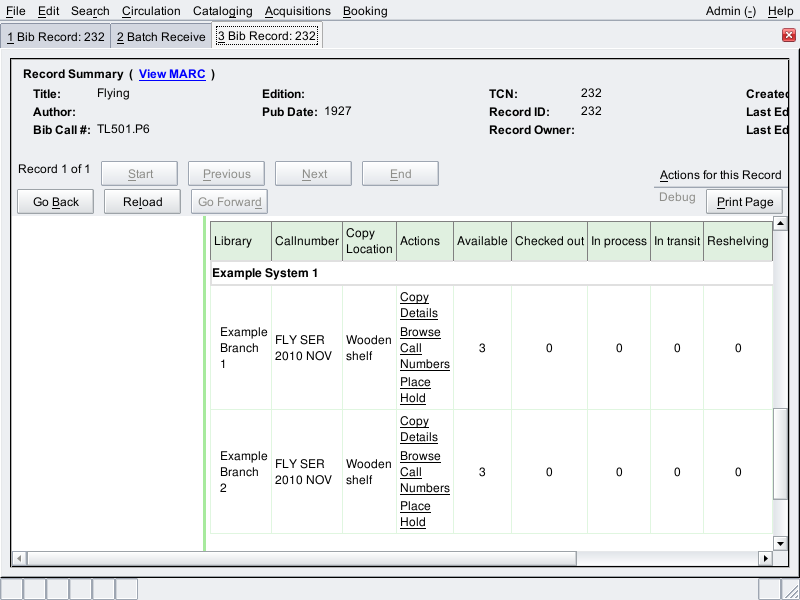 File Edit Search Circulation Cataloging Acquisitions Booking Admin (-) Help
1 Bib Record: 232 2 Batch Receive 3 Bib Record: 232
Record Summary ( View MARC )
Title: Flying Edition: TCN: 232 Created
Author: Pub Date: 1927 Record ID: 232 Last Ed
Bib Call #: TL501.P6 Record Owner: Last Ed
Record 1 of 1 Start Previous Next End Actions for this Record
Go Back Reload Go Forward Debug Print Page
Library Callnumber Copy Location Actions Available Checked out In process In transit Reshelving
Example System 1
Example Branch 1 FLY SER 2010 NOV Wooden shelf Copy Details Browse Call Numbers Place Hold 3 0 0 0 0
Example Branch 2 FLY SER 2010 NOV Wooden shelf Copy Details Browse Call Numbers Place Hold 3 0 0 0 0